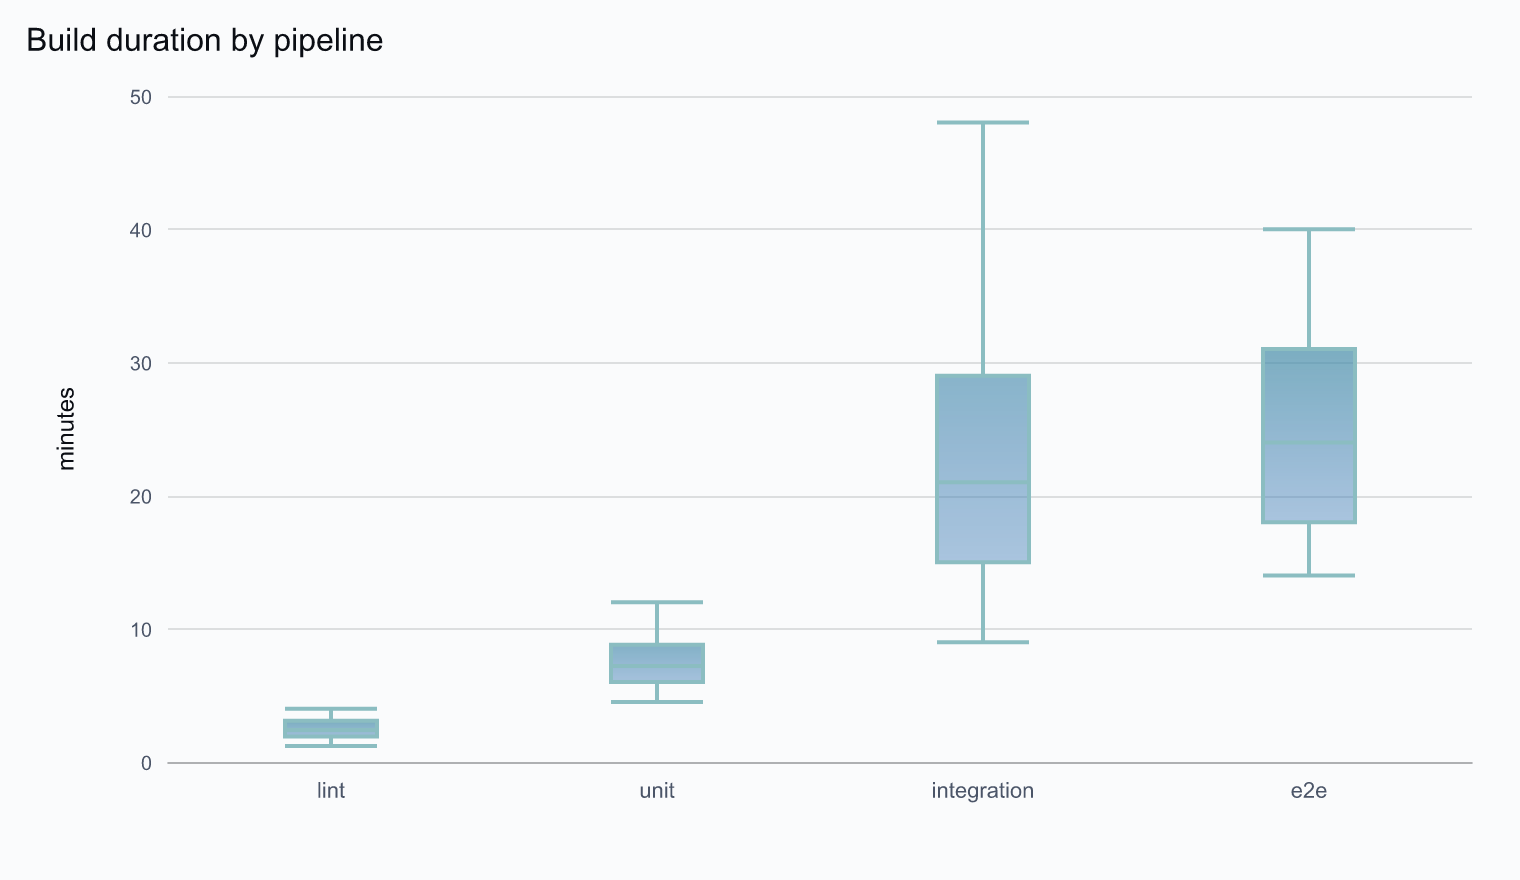 Build duration by pipeline
50
40
30
20
10
0
minutes
lint
unit
integration
e2e